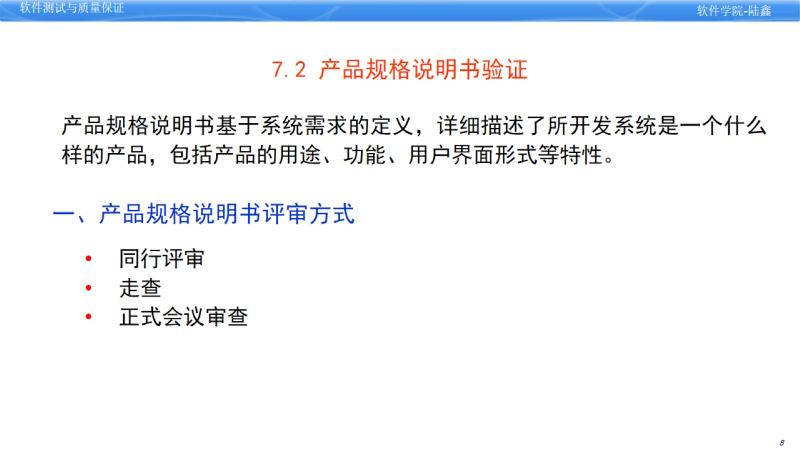 软件测试与质量保证
软件学院-陆鑫
7.2 产品规格说明书验证
产品规格说明书基于系统需求的定义，详细描述了所开发系统是一个什么
样的产品，包括产品的用途、功能、用户界面形式等特性。
一、产品规格说明书评审方式
• 同行评审
• 走查
• 正式会议审查
8